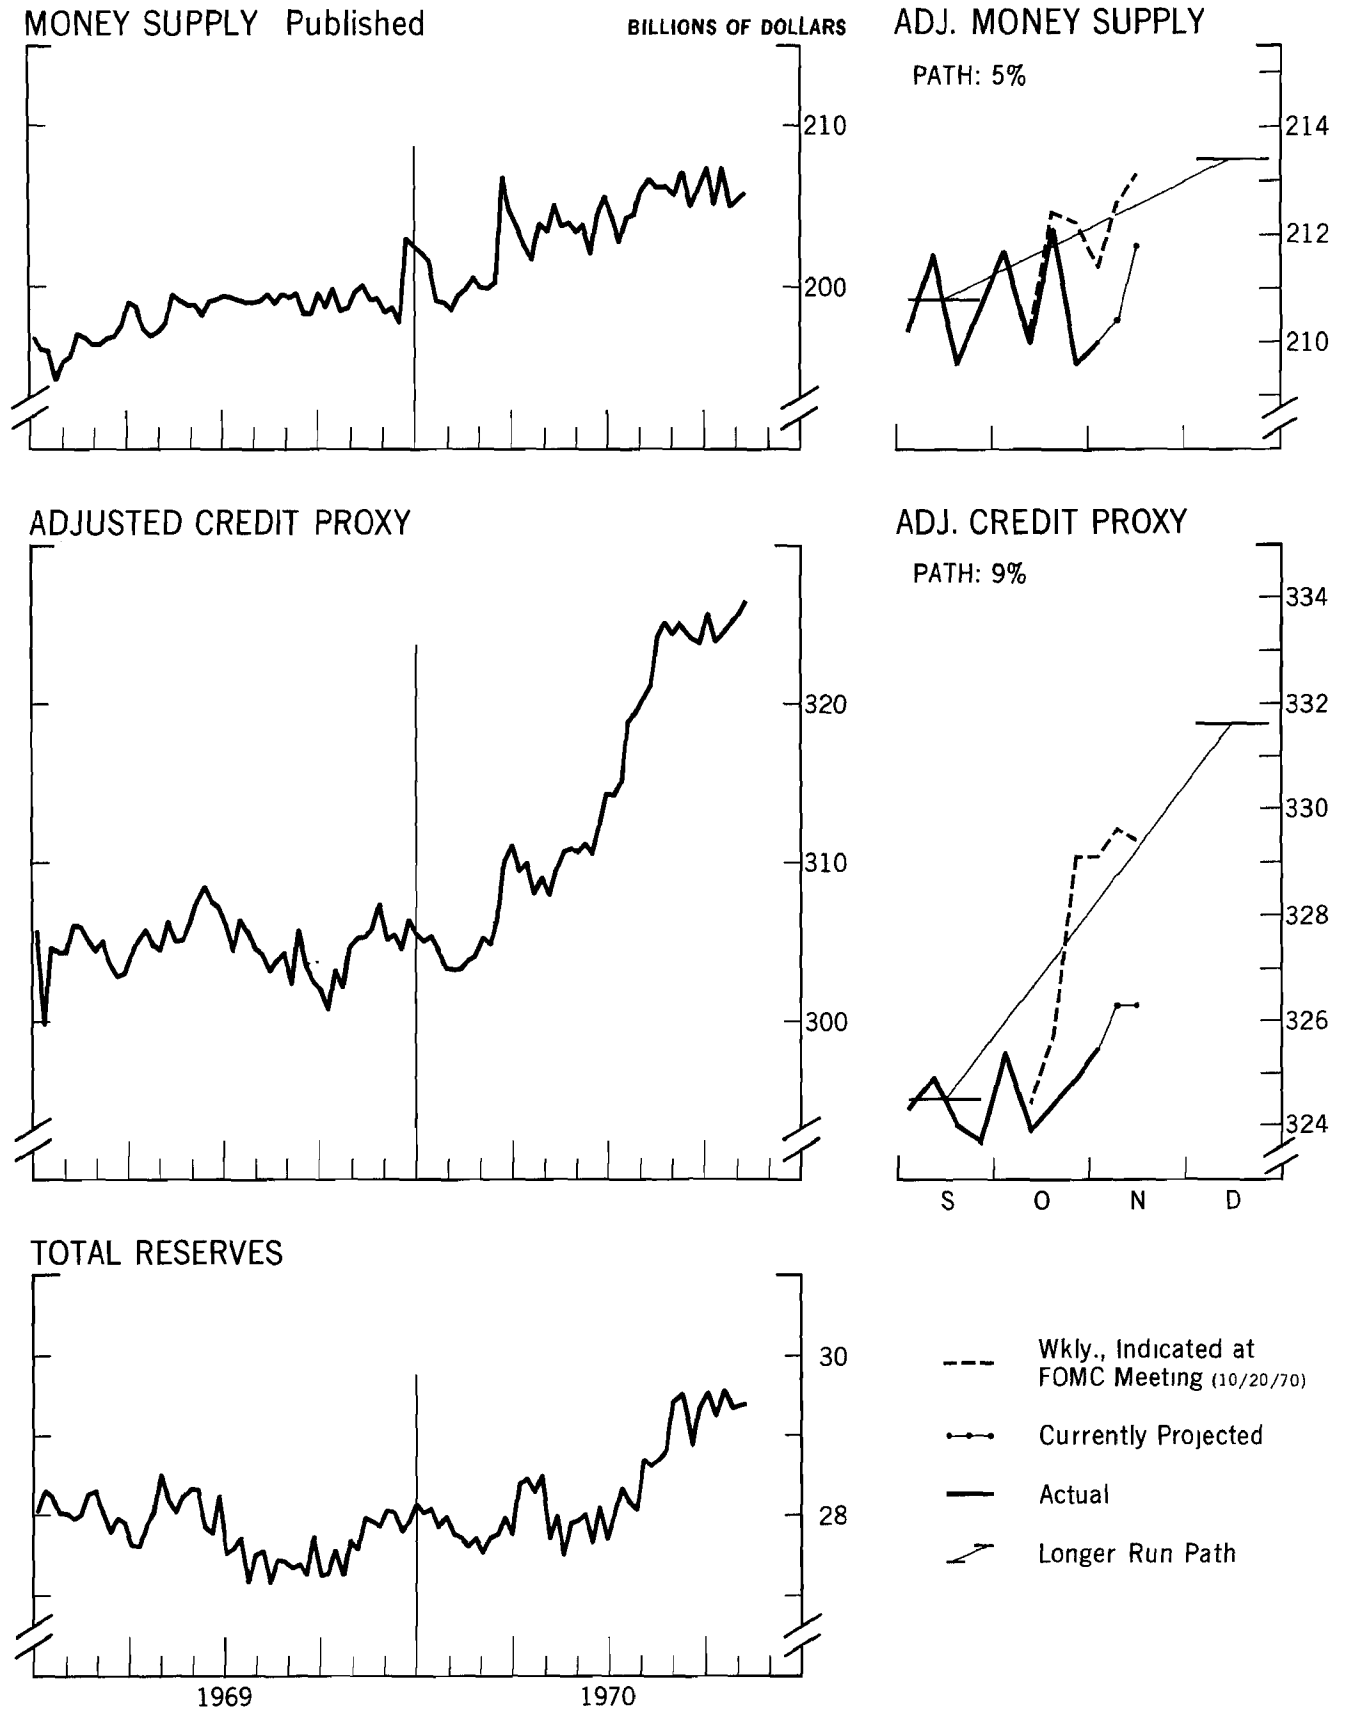 MONEY SUPPLY Published
BILLIONS OF DOLLARS
210
200
ADJ. MONEY SUPPLY
PATH: 5%
214
212
210
ADJUSTED CREDIT PROXY
320
310
300
ADJ. CREDIT PROXY
PATH: 9%
334
332
330
328
326
324
S O N D
TOTAL RESERVES
30
28
1969 1970
Wkly., Indicated at
FOMC Meeting (10/20/70)
Currently Projected
Actual
Longer Run Path